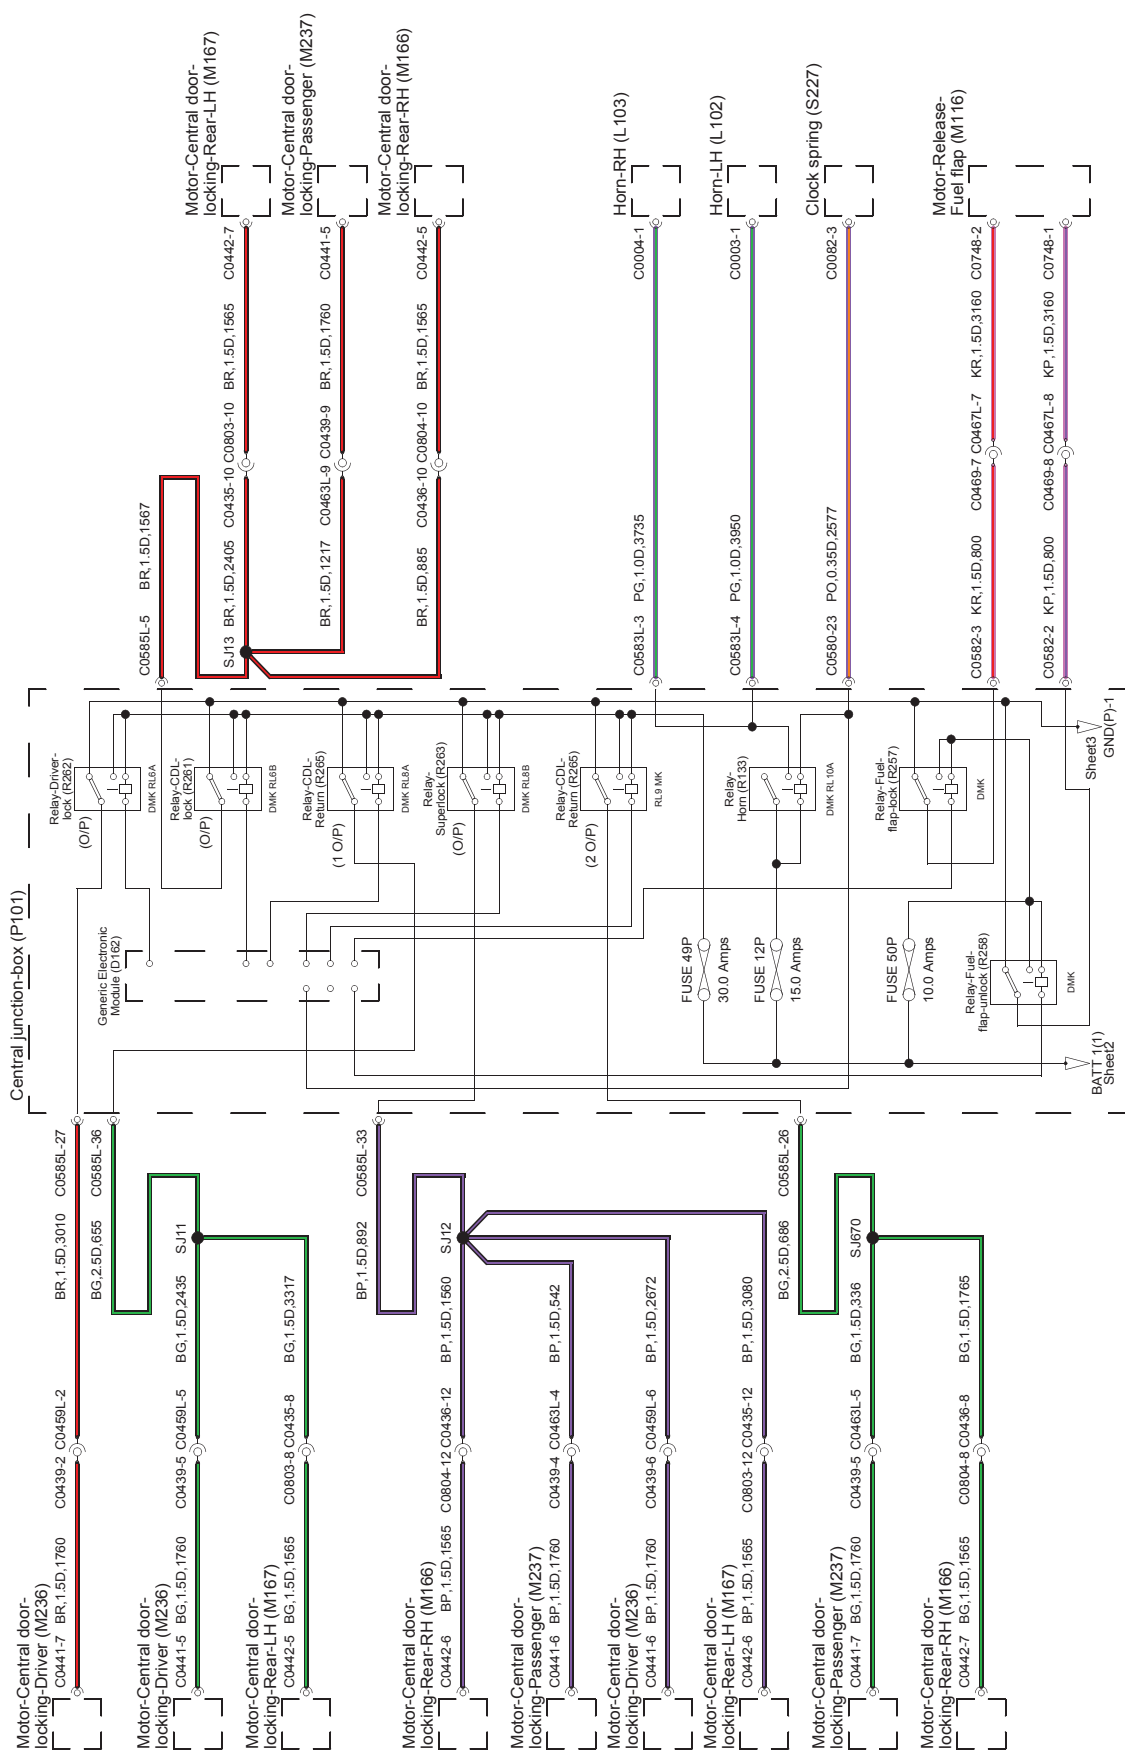 Motor-Central door-
locking-Rear-LH (M167)
Motor-Central door-
locking-Passenger (M237)
Motor-Central door-
locking-Rear-RH (M166)
Horn-RH (L103)
Horn-LH (L102)
Clock spring (S227)
Motor-Release-
Fuel flap (M116)
C0442-7
C0441-5
C0442-5
C0004-1
C0003-1
C0082-3
C0748-2
C0748-1
BR,1.5D,1565
BR,1.5D,1760
BR,1.5D,1565
KR,1.5D,3160
KP,1.5D,3160
C0803-10
C0439-9
C0804-10
C0467L-7
C0467L-8
C0435-10
C0463L-9
C0436-10
C0469-7
C0469-8
BR,1.5D,1567
BR,1.5D,2405
BR,1.5D,1217
BR,1.5D,885
PG,1.0D,3735
PG,1.0D,3950
PO,0.35D,2577
KR,1.5D,800
KP,1.5D,800
C0585L-5
SJ13
C0583L-3
C0583L-4
C0580-23
C0582-3
C0582-2
Sheet3
GND(P)-1
Central junction-box (P101)
Relay-Driver-
lock (R262)
(O/P)
DMK RL6A
Relay-CDL-
lock (R261)
(O/P)
DMK RL6B
Relay-CDL-
Return (R265)
(1 O/P)
DMK RL8A
Relay-
Superlock (R263)
(O/P)
DMK RL8B
Relay-CDL-
Return (R265)
(2 O/P)
RL9 MK
Relay-
Horn (R133)
DMK RL10A
Relay-Fuel-
flap-lock (R257)
DMK
Generic Electronic
Module (D162)
FUSE 49P
30.0 Amps
FUSE 12P
15.0 Amps
FUSE 50P
10.0 Amps
Relay-Fuel-
flap-unlock (R258)
DMK
BATT 1(1)
Sheet2
C0585L-27
C0585L-36
C0585L-33
C0585L-26
BR,1.5D,3010
BG,2.5D,655
SJ11
BP,1.5D,892
SJ12
BG,2.5D,686
SJ670
BG,1.5D,2435
BG,1.5D,3317
BP,1.5D,1560
BP,1.5D,542
BP,1.5D,2672
BP,1.5D,3080
BG,1.5D,336
BG,1.5D,1765
C0459L-2
C0459L-5
C0435-8
C0436-12
C0463L-4
C0459L-6
C0435-12
C0463L-5
C0436-8
C0439-2
C0439-5
C0803-8
C0804-12
C0439-4
C0439-6
C0803-12
C0439-5
C0804-8
BR,1.5D,1760
BG,1.5D,1760
BG,1.5D,1565
BP,1.5D,1565
BP,1.5D,1760
BP,1.5D,1760
BP,1.5D,1565
BG,1.5D,1760
BG,1.5D,1565
C0441-7
C0441-5
C0442-5
C0442-6
C0441-6
C0441-6
C0442-6
C0441-7
C0442-7
Motor-Central door-
locking-Driver (M236)
Motor-Central door-
locking-Driver (M236)
Motor-Central door-
locking-Rear-LH (M167)
Motor-Central door-
locking-Rear-RH (M166)
Motor-Central door-
locking-Passenger (M237)
Motor-Central door-
locking-Driver (M236)
Motor-Central door-
locking-Rear-LH (M167)
Motor-Central door-
locking-Passenger (M237)
Motor-Central door-
locking-Rear-RH (M166)